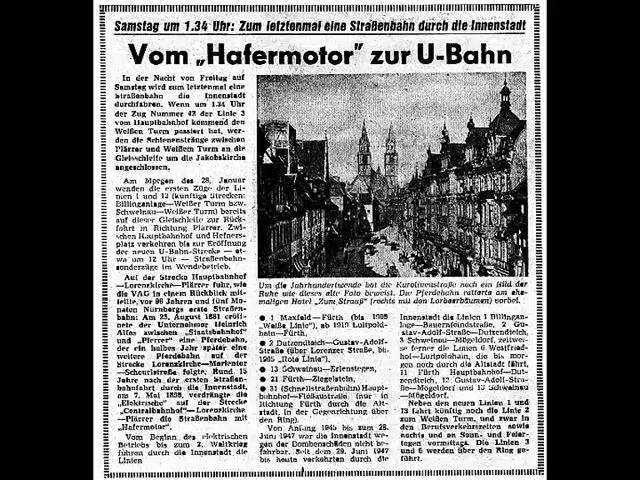 Samstag um 1.34 Uhr: Zum letztenmal eine Straßenbahn durch die Innenstadt
Vom „Hafermotor" zur U-Bahn
In der Nacht von Freitag auf
Samstag wird zum letztenmal eine
Straßenbahn die Innenstadt
durchfahren. Wenn um 1.34 Uhr
der Zug Nummer 42 der Linie 3
vom Hauptbahnhof kommend den
Weißen Turm passiert hat, wer-
den die Schienenstränge zwischen
Plärrer und Weißem Turm an die
Gleisschleife um die Jakobskirche
angeschlossen.
Am Morgen des 28. Januar
wenden die ersten Züge der Li-
nien 1 und 13 (künftige Strecken:
Billinganlage—Weißer Turm bzw.
Schweinau—Weißer Turm) bereits
auf dieser Gleisschleife zur Rück-
fahrt in Richtung Plärrer. Zwi-
schen Hauptbahnhof und Hefners-
platz verkehren bis zur Eröffnung
der neuen U-Bahn-Strecke — et-
wa um 12 Uhr — Straßenbahn-
sonderzüge im Wendebetrieb.
Auf der Strecke Hauptbahnhof
—Lorenzkirche—Plärrer fuhr, wie
die VAG in einem Rückblick mit-
teilte, vor 96 Jahren und fünf Mo-
naten Nürnbergs erste Straßen-
bahn: Am 25. August 1881 eröff-
nete der Unternehmer Heinrich
Alfes zwischen „Staatsbahnhof"
und „Plärrer" eine Pferdebahn, der
ein halbes Jahr später eine
weitere Pferdebahn auf der
Strecke Lorenzkirche—Marientor
—Scheurlstraße folgte. Rund 15
Jahre nach der ersten Straßen-
bahnfahrt durch die Innenstadt,
am 7. Mai 1896, verdrängte die
„Elektrische" auf der Strecke
„Centralbahnhof"—Lorenzkirche
—Plärrer die Straßenbahn mit
„Hafermotor".
Vom Beginn des elektrischen
Betriebs bis zum 2. Weltkrieg
führten durch die Innenstadt die
Linien
Um die Jahrhundertwende bot die Karolinenstraße noch ein Bild der
Ruhe wie dieses alte Foto beweist. Die Pferdebahn rattert am ehe-
maligen Hotel „Zum Strauß" (rechts mit den Lorbeerbäumen) vorbei.
● 1 Maxfeld—Fürth (bis 1935
„Weiße Linie"), ab 1919 Luitpold-
hain—Fürth,
● 2 Dutzendteich—Gustav-Adolf-
Straße (über Lorenzer Straße, bis
1935 „Rote Linie"),
● 13 Schweinau—Erlenstegen,
● 21 Fürth—Ziegelstein,
● 31 (Schnellstraßenbahn) Haupt-
bahnhof—Flößaustraße (nur in
Richtung Fürth durch die Alt-
stadt, in der Gegenrichtung über
den Ring).
Von Anfang 1945 bis zum 28.
Juni 1947 war die Innenstadt we-
gen der Bombenschäden nicht be-
fahrbar. Seit dem 29. Juni 1947
bis heute verkehrten durch die
Innenstadt die Linien 1 Billingan-
lage—Bauernfeindstraße, 2 Gu-
stav-Adolf-Straße—Dutzendteich,
3 Schweinau—Mögeldorf, zeitwei-
se ferner die Linien 6 Westfried-
hof—Luitpoldhain, die bis mor-
gen noch durch die Altstadt fährt,
11 Fürth Hauptbahnhof—Dut-
zendteich, 12 Gustav-Adolf-Stra-
ße—Mögeldorf und 13 Schweinau
—Mögeldorf.
Neben den neuen Linien 1 und
13 fährt künftig noch die Linie 2
zum Weißen Turm, und zwar in
den Berufsverkehrszeiten sowie
nachts und an Sonn- und Feier-
tagen vormittags. Die Linien 3
und 6 werden über den Ring ge-
führt.